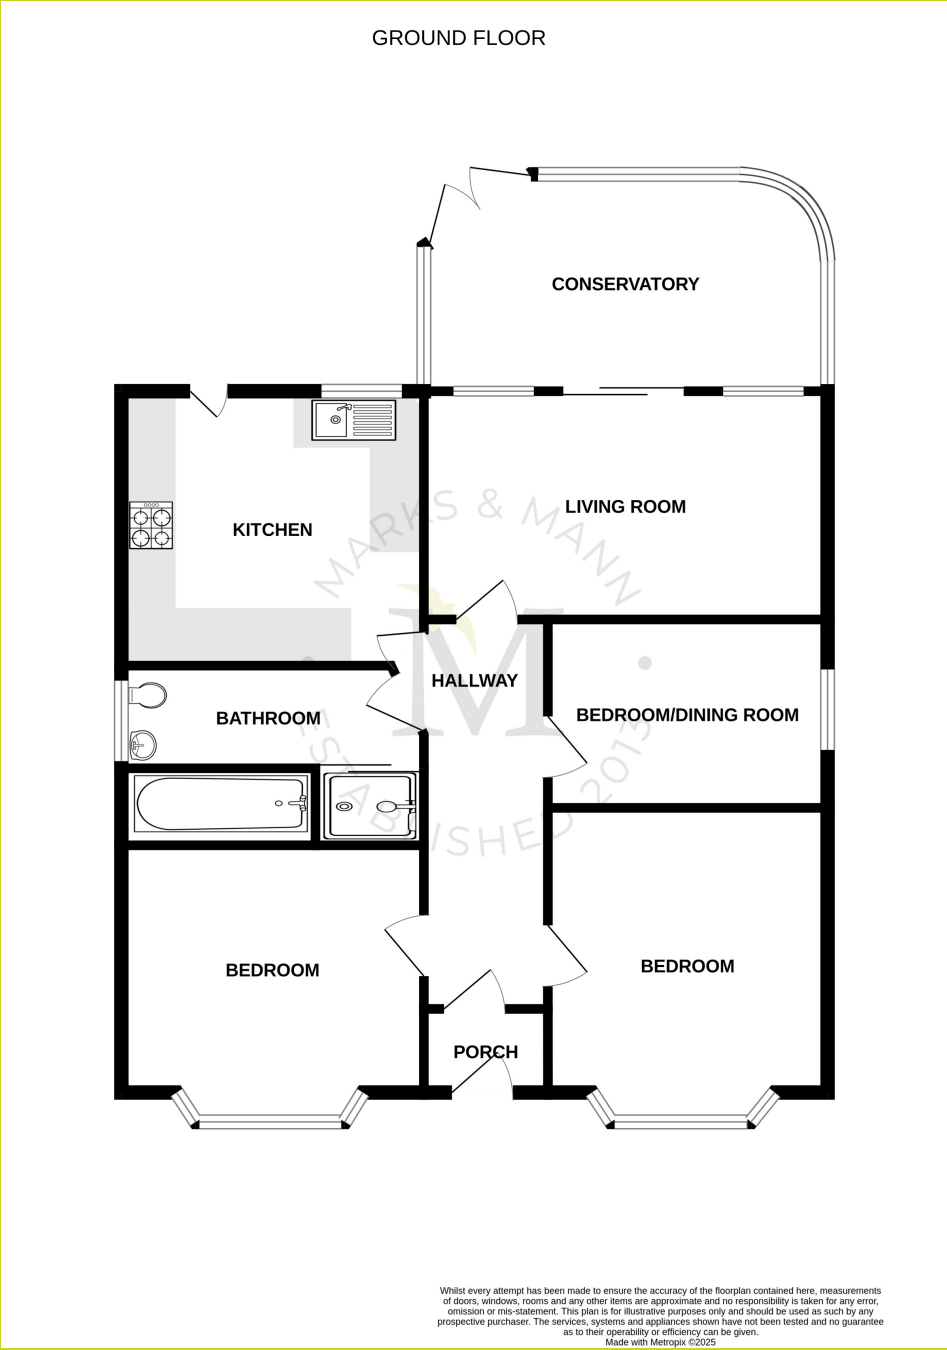 GROUND FLOOR
CONSERVATORY
LIVING ROOM
KITCHEN
MARKS & MANN
M
HALLWAY
BATHROOM
BEDROOM/DINING ROOM
ESTABLISHED 2013
BEDROOM
BEDROOM
PORCH
Whilst every attempt has been made to ensure the accuracy of the floorplan contained here, measurements
of doors, windows, rooms and any other items are approximate and no responsibility is taken for any error,
omission or mis-statement. This plan is for illustrative purposes only and should be used as such by any
prospective purchaser. The services, systems and appliances shown have not been tested and no guarantee
as to their operability or efficiency can be given.
Made with Metropix ©2025